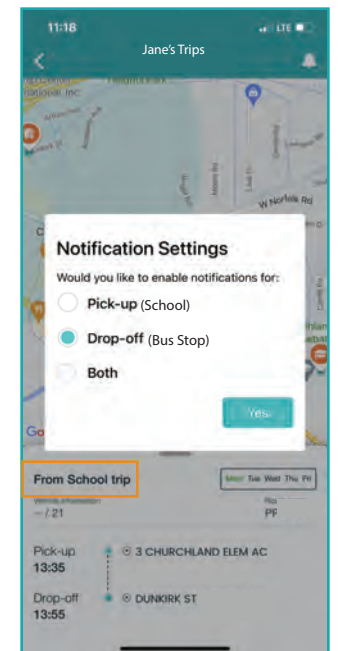 11:18
LTE
Jane's Trips
W Norfolk Rd
Notification Settings
Would you like to enable notifications for:
Pick-up (School)
Drop-off (Bus Stop)
Both
Yes
Go
From School trip
Mon Tue Wed Thu Fri
-- / 21
PF
Pick-up
3 CHURCHLAND ELEM AC
13:35
Drop-off
DUNKIRK ST
13:55